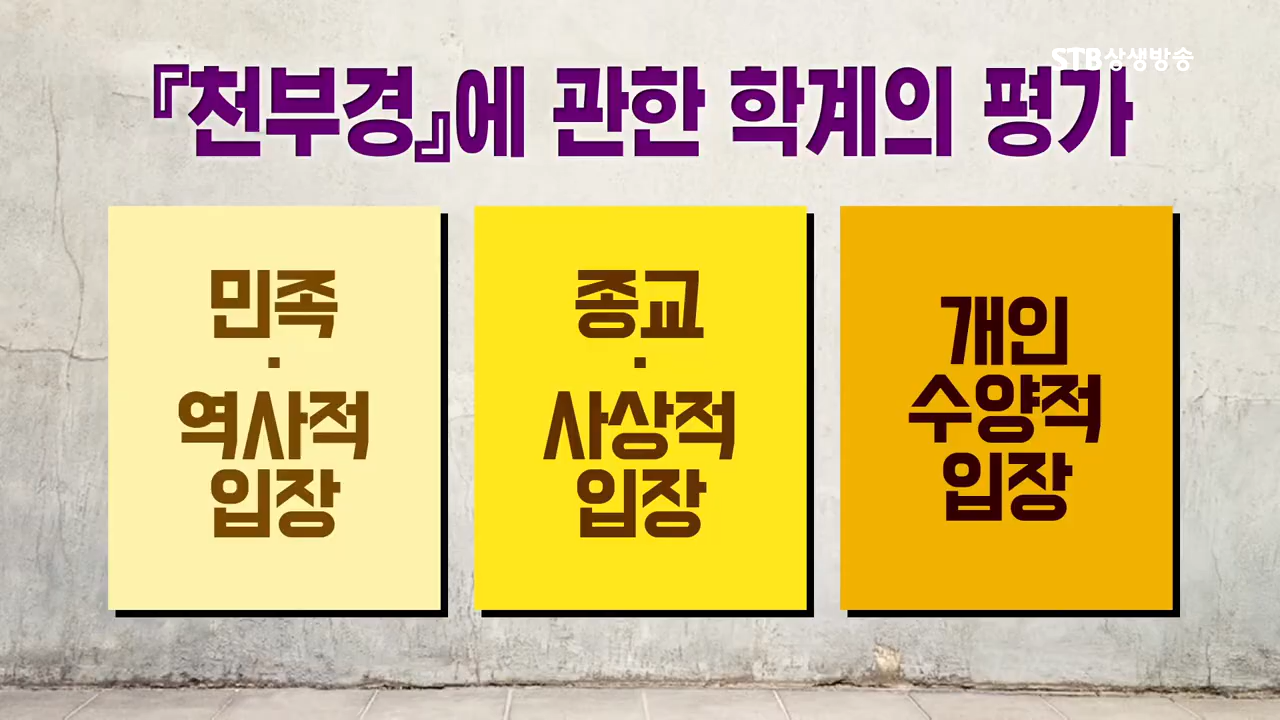 STB상생방송
『천부경』에 관한 학계의 평가
민족
·
역사적
입장
종교
·
사상적
입장
개인
수양적
입장